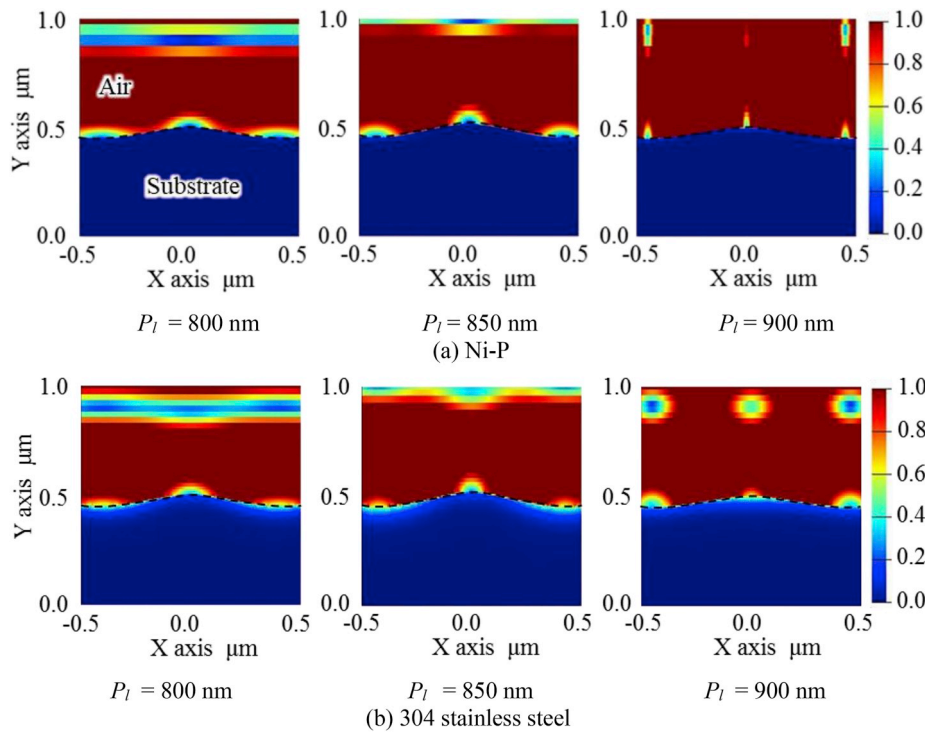 1.0 1.0 1.0 1.0
0.8
Air
0.6
Y axis μm
0.5 0.5 0.5
0.4
Substrate
0.2
0.0 0.0 0.0 0.0
-0.5 0.0 0.5 -0.5 0.0 0.5 -0.5 0.0 0.5
X axis μm X axis μm X axis μm
P_l = 800 nm P_l = 850 nm P_l = 900 nm
(a) Ni-P
1.0 1.0 1.0 1.0
0.8
0.6
Y axis μm
0.5 0.5 0.5
0.4
0.2
0.0 0.0 0.0 0.0
-0.5 0.0 0.5 -0.5 0.0 0.5 -0.5 0.0 0.5
X axis μm X axis μm X axis μm
P_l = 800 nm P_l = 850 nm P_l = 900 nm
(b) 304 stainless steel